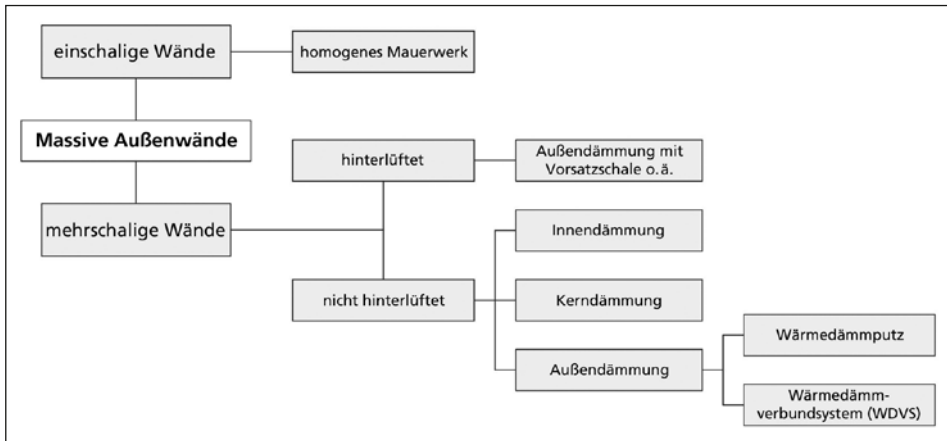 einschalige Wände
homogenes Mauerwerk
Massive Außenwände
hinterlüftet
Außendämmung mit
Vorsatzschale o. ä.
mehrschalige Wände
Innendämmung
nicht hinterlüftet
Kerndämmung
Außendämmung
Wärmedämmputz
Wärmedämm-
verbundsystem (WDVS)